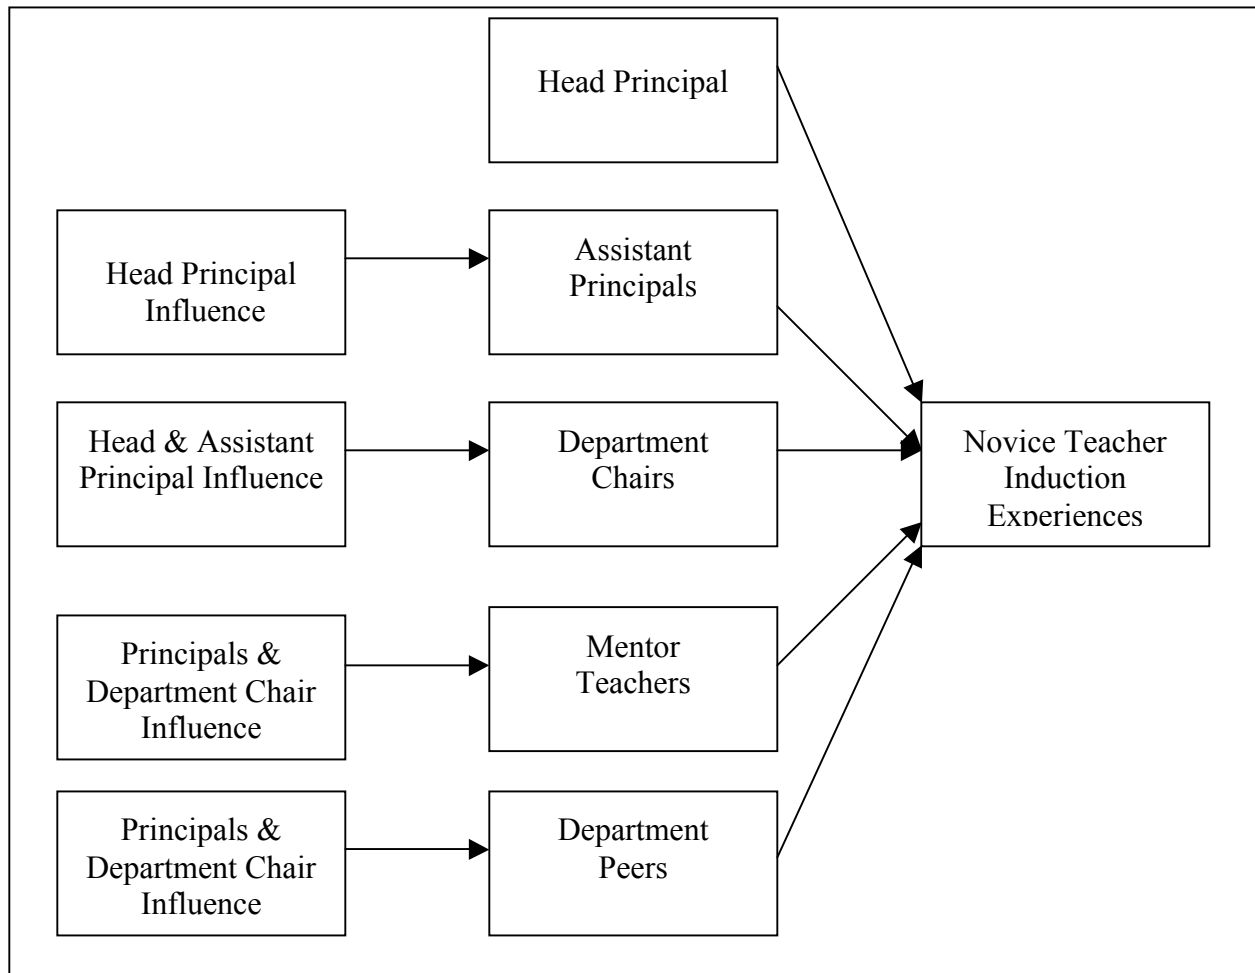 Head Principal
Head Principal
Influence
Assistant
Principals
Head & Assistant
Principal Influence
Department
Chairs
Novice Teacher
Induction
Experiences
Principals &
Department Chair
Influence
Mentor
Teachers
Principals &
Department Chair
Influence
Department
Peers